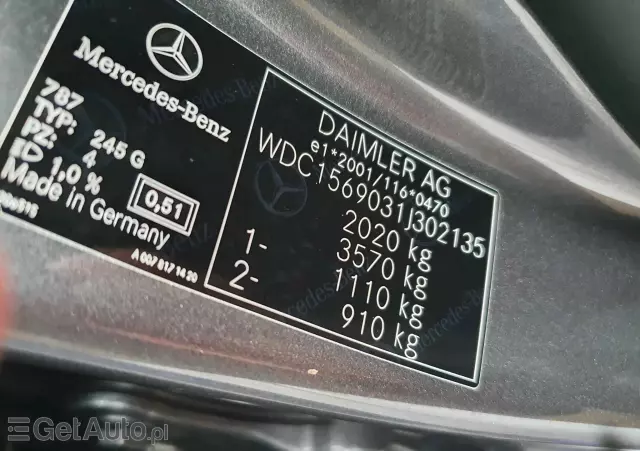 Mercedes-Benz
787
TYP: 245 G
PZ: 4
1,0 %
0,51
Made in Germany
A 007 817 14 20
DAIMLER AG
e1*2001/116*0470
WDC1569031J302135
2020 kg
3570 kg
1- 1110 kg
2- 910 kg
GetAuto.pl